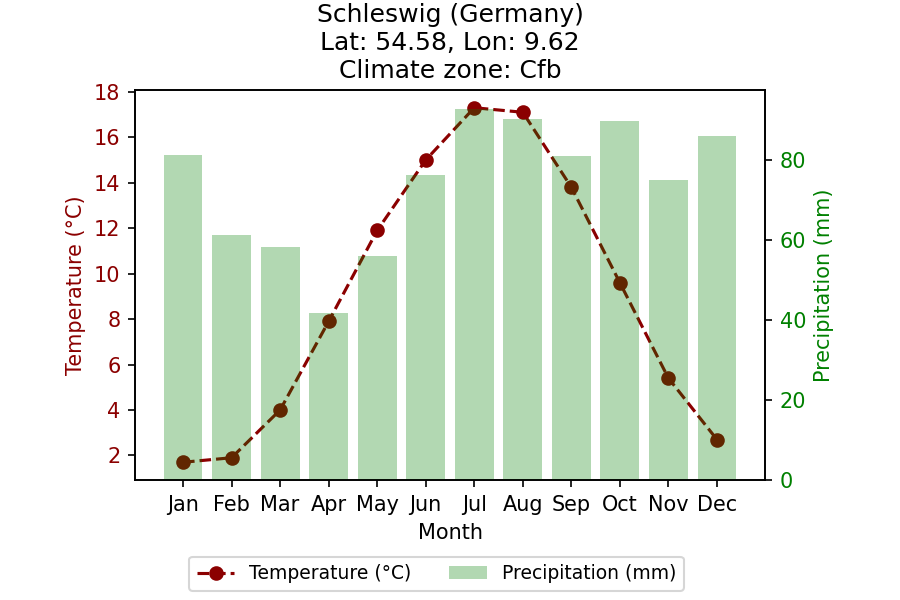 Schleswig (Germany)
Lat: 54.58, Lon: 9.62
Climate zone: Cfb
18
16
14
12
10
8
6
4
2
Temperature (°C)
80
60
40
20
0
Precipitation (mm)
Jan Feb Mar Apr May Jun Jul Aug Sep Oct Nov Dec
Month
Temperature (°C) Precipitation (mm)